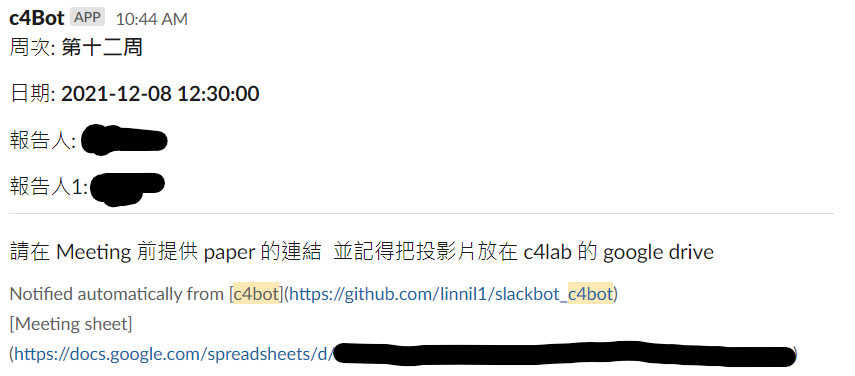 c4Bot APP 10:44 AM
周次: 第十二周
日期: 2021-12-08 12:30:00
報告人:
報告人1:
請在 Meeting 前提供 paper 的連結 並記得把投影片放在 c4lab 的 google drive
Notified automatically from [c4bot](https://github.com/linnil1/slackbot_c4bot)
[Meeting sheet]
(https://docs.google.com/spreadsheets/d/)